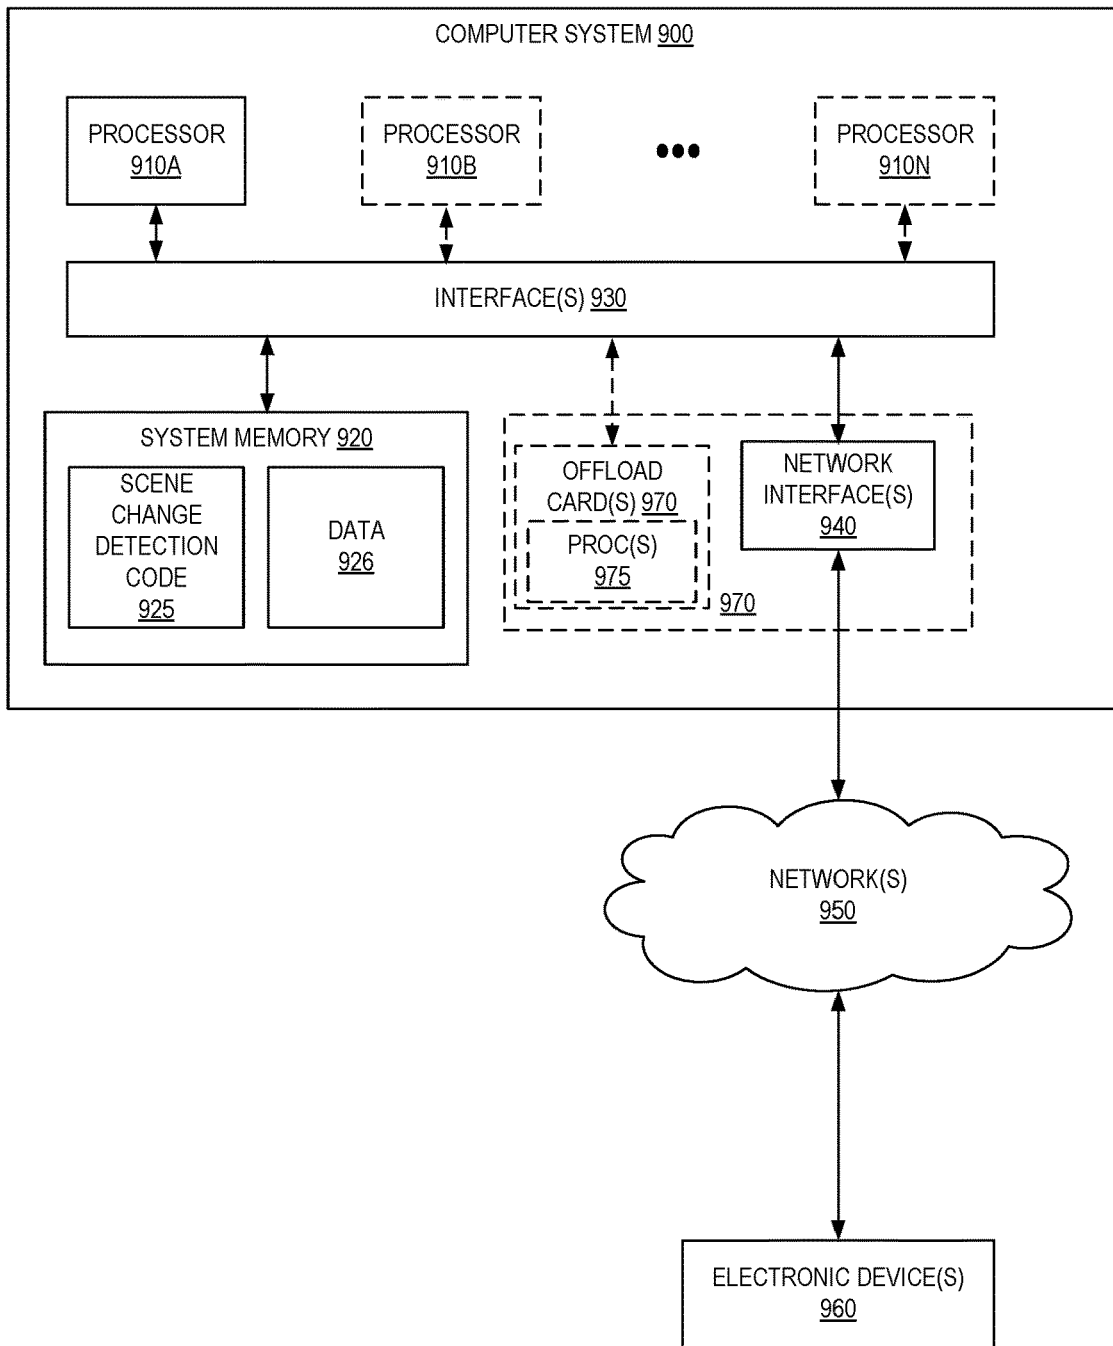 COMPUTER SYSTEM 900
PROCESSOR
910A
PROCESSOR
910B
PROCESSOR
910N
INTERFACE(S) 930
SYSTEM MEMORY 920
SCENE
CHANGE
DETECTION
CODE
925
DATA
926
OFFLOAD
CARD(S) 970
PROC(S)
975
970
NETWORK
INTERFACE(S)
940
NETWORK(S)
950
ELECTRONIC DEVICE(S)
960